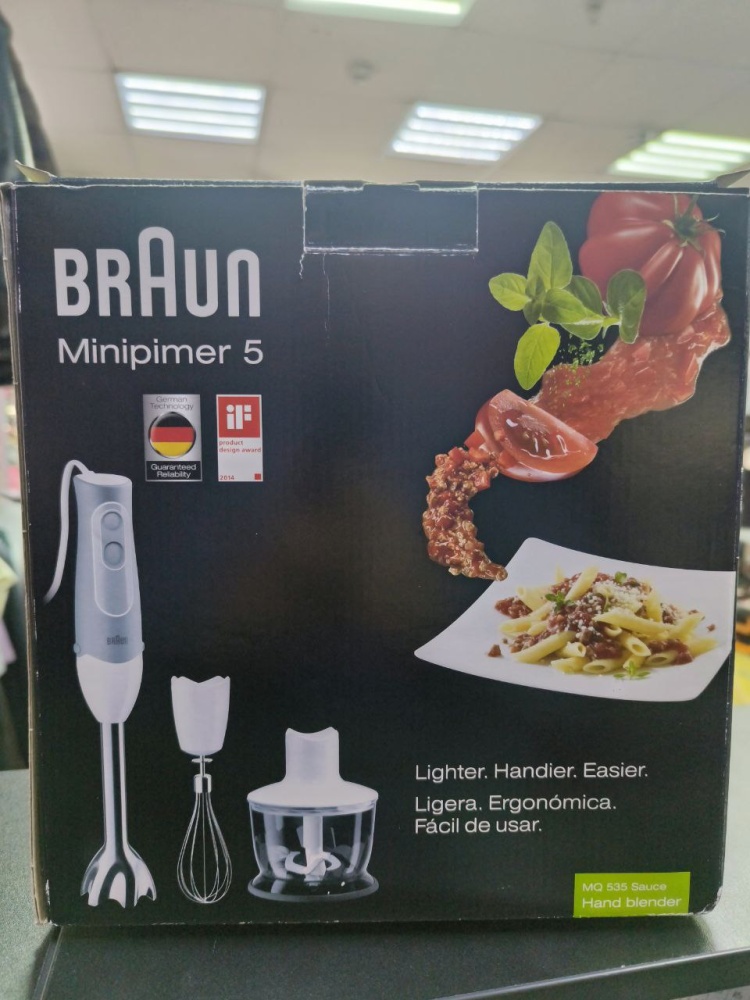 BRAUN
Minipimer 5
German
Technology
Guaranteed
Reliability
iF
product
design award
2014
BRAUN
Lighter. Handier. Easier.
Ligera. Ergonómica.
Fácil de usar.
MQ 535 Sauce
Hand blender